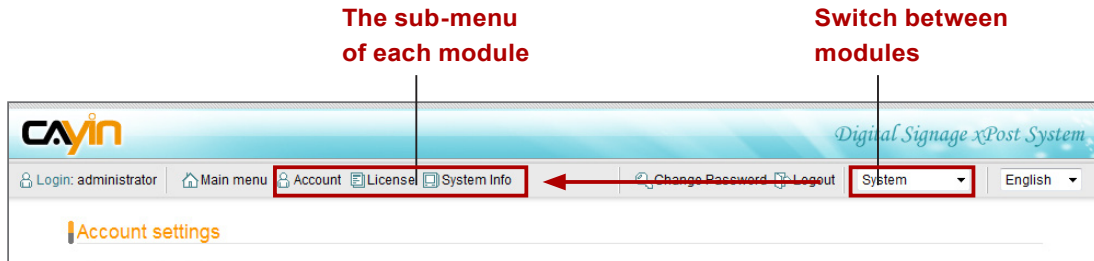 The sub-menu
of each module
Switch between
modules
CAYIN
Digital Signage xPost System
Login: administrator Main menu Account License System Info Change Password Logout System English
Account settings